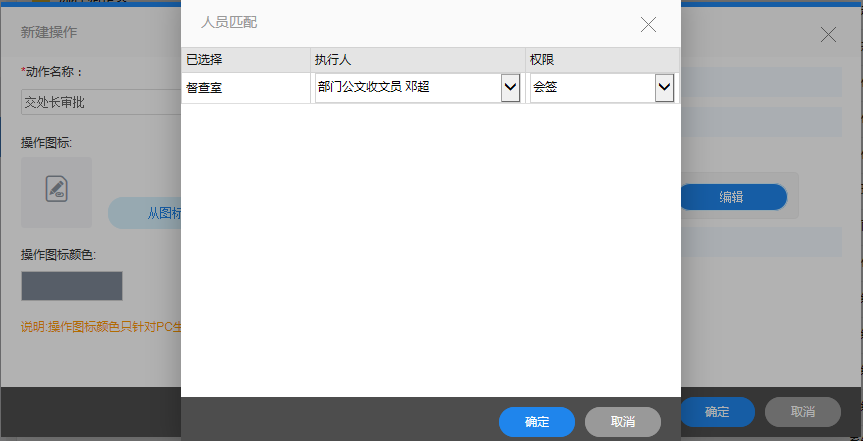 新建操作
*动作名称：
交处长审批
操作图标:
从图标
操作图标颜色:
说明:操作图标颜色只针对PC
人员匹配
已选择 执行人 权限
督查室 部门公文收文员 邓超 会签
编辑
确定 取消
确定 取消